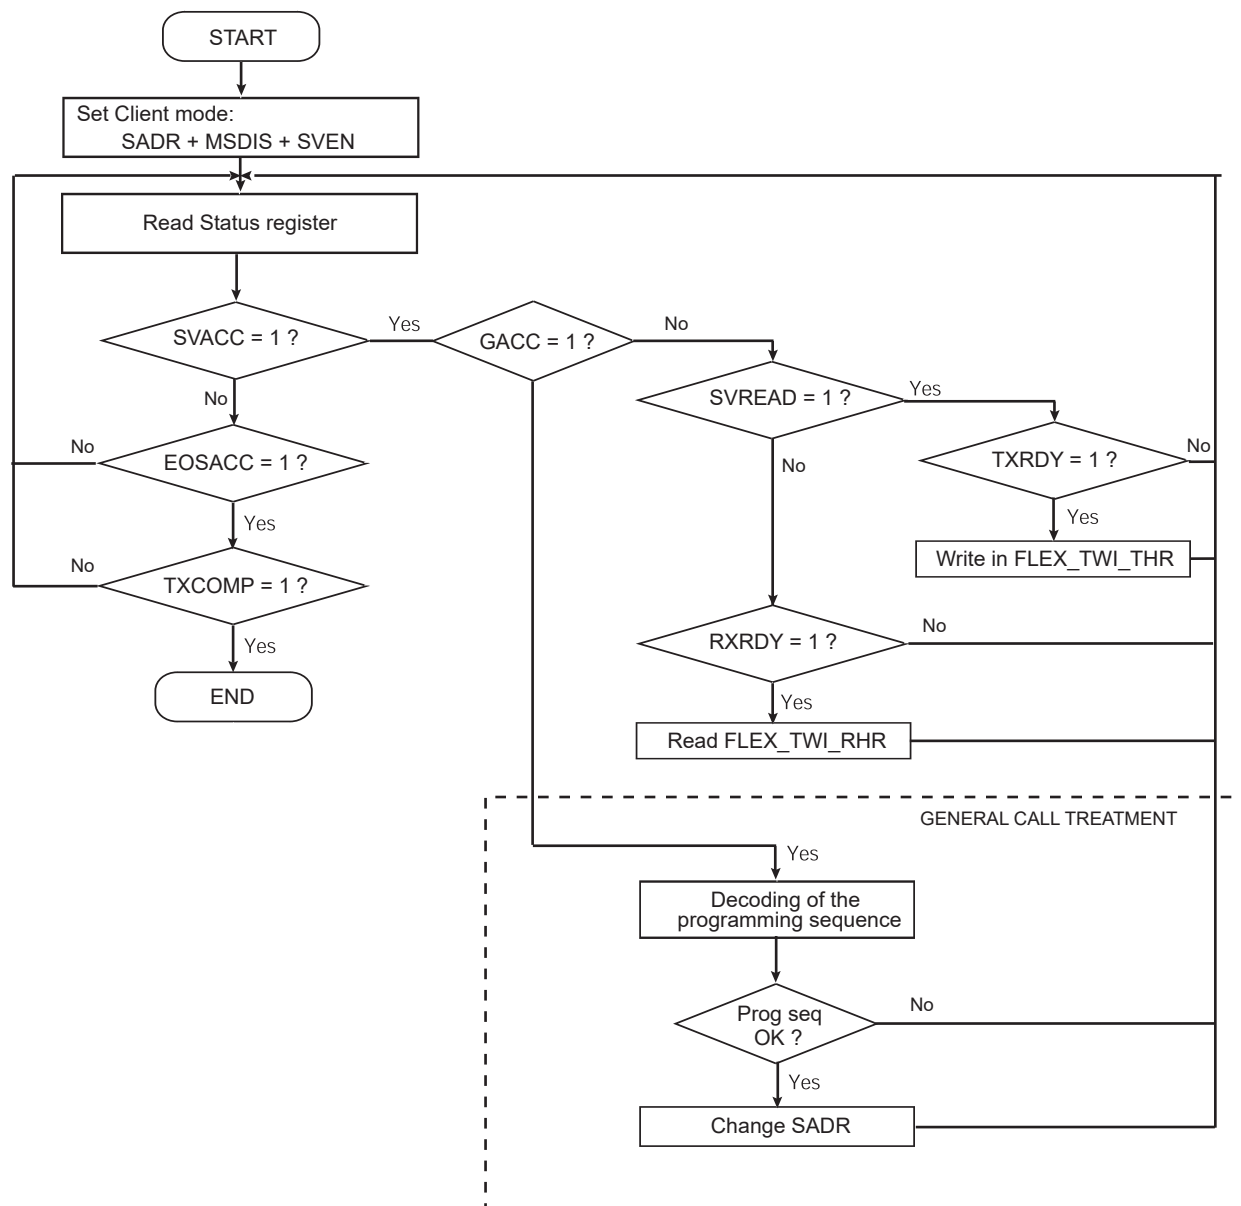 START
Set Client mode:
SADR + MSDIS + SVEN
Read Status register
SVACC = 1 ?
Yes
GACC = 1 ?
No
SVREAD = 1 ?
Yes
No
EOSACC = 1 ?
No
TXRDY = 1 ?
No
No
Yes
Yes
Write in FLEX_TWI_THR
TXCOMP = 1 ?
No
Yes
RXRDY = 1 ?
No
END
Yes
Read FLEX_TWI_RHR
GENERAL CALL TREATMENT
Yes
Decoding of the
programming sequence
Prog seq
OK ?
No
Yes
Change SADR